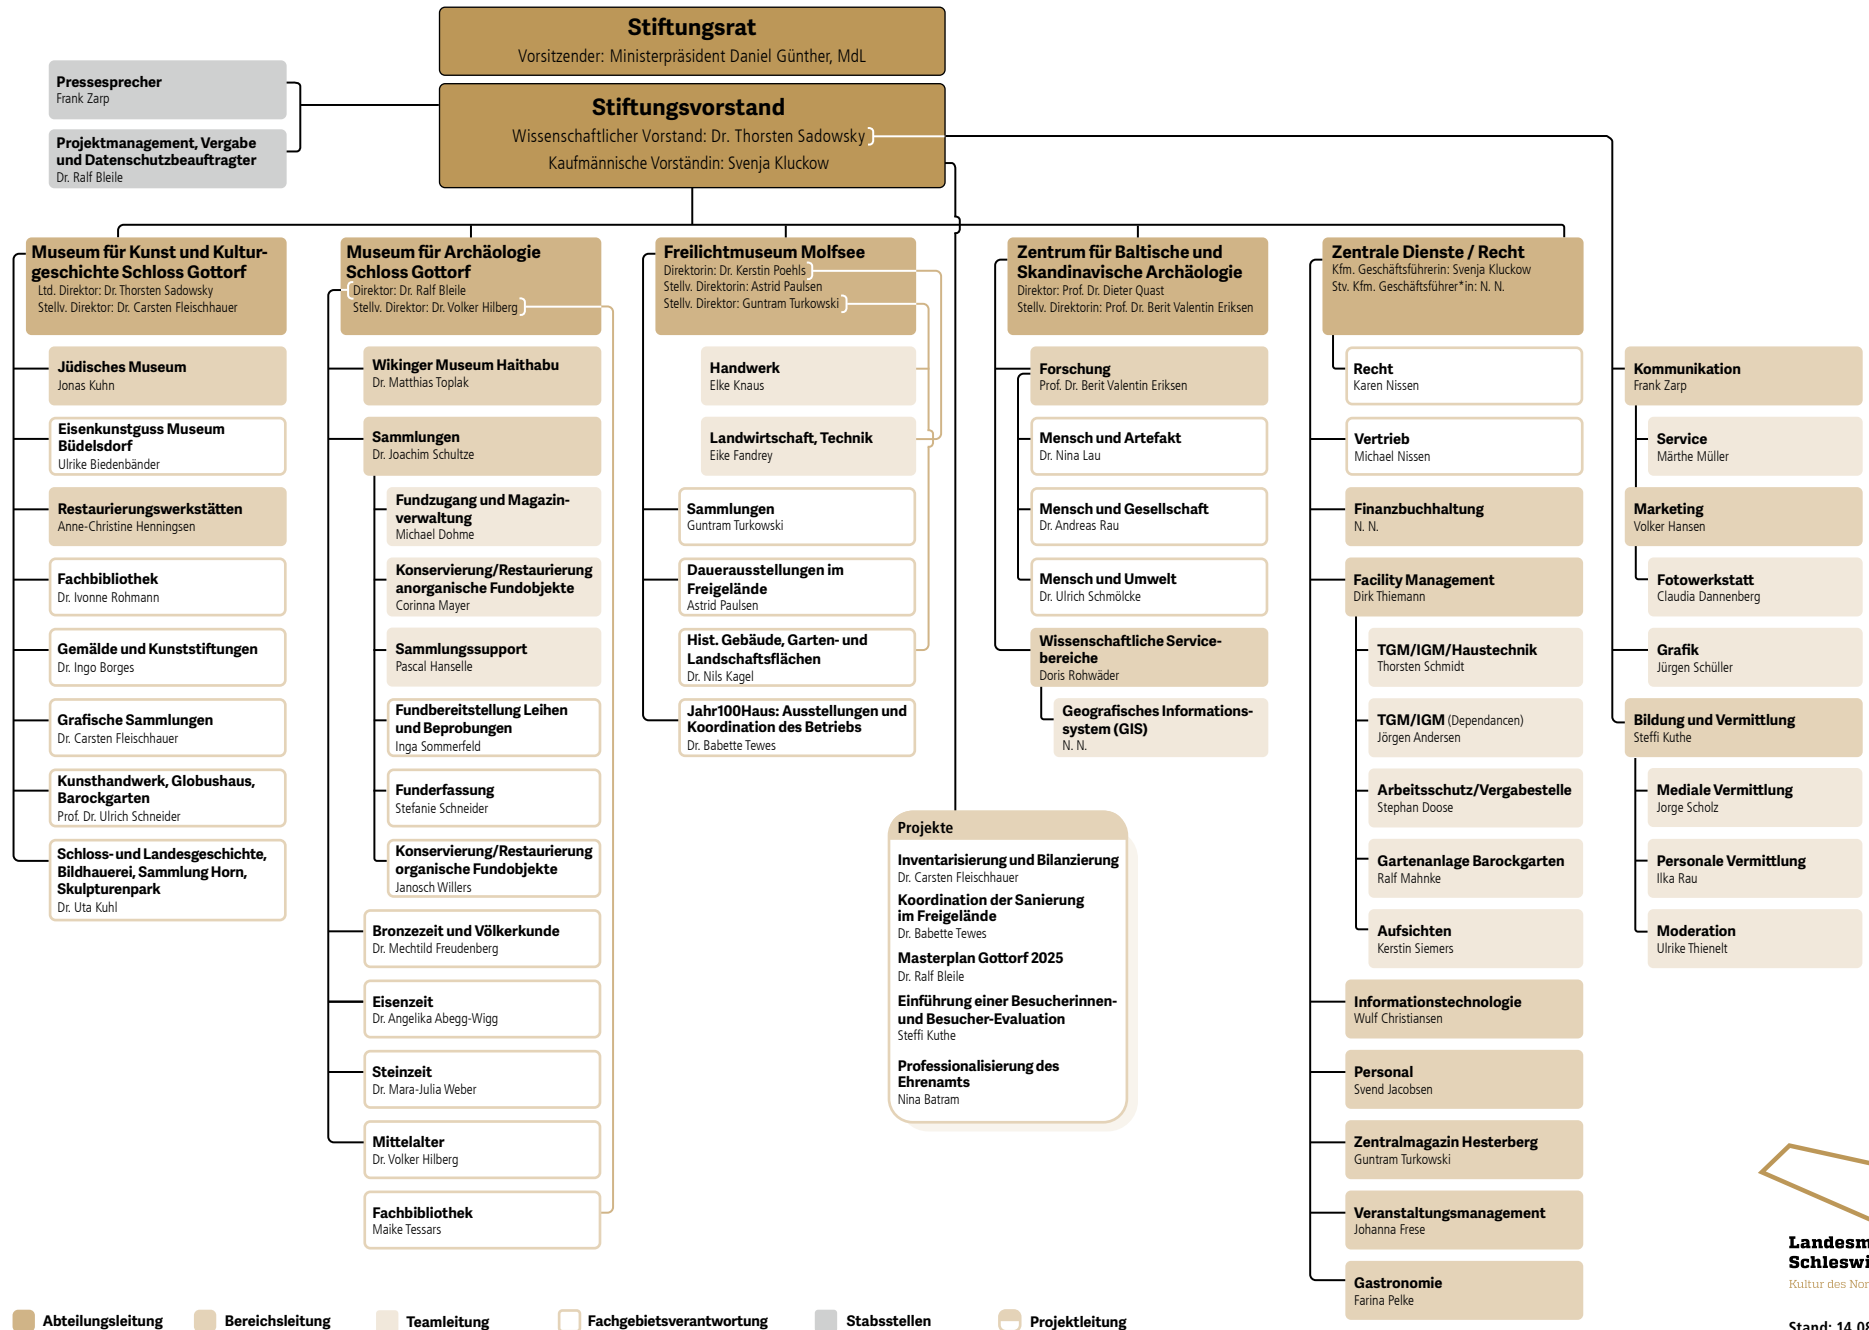 Stiftungsrat
Vorsitzender: Ministerpräsident Daniel Günther, MdL
Pressesprecher
Frank Zarp
Projektmanagement, Vergabe
und Datenschutzbeauftragter
Dr. Ralf Bleile
Stiftungsvorstand
Wissenschaftlicher Vorstand: Dr. Thorsten Sadowsky
Kaufmännische Vorständin: Svenja Kluckow
Museum für Kunst und Kultur-
geschichte Schloss Gottorf
Ltd. Director: Dr. Thorsten Sadowsky
Stellv. Direktor: Dr. Carsten Fleischhauer
Jüdisches Museum
Jonas Kuhn
Eisenkunstguss Museum
Büdelsdorf
Ulrike Biedenbänder
Restaurierungswerkstätten
Anne-Christine Henningsen
Fachbibliothek
Dr. Ivonne Rohmann
Gemälde und Kunststiftungen
Dr. Ingo Borges
Grafische Sammlungen
Dr. Carsten Fleischhauer
Kunsthandwerk, Globushaus,
Barockgarten
Prof. Dr. Ulrich Schneider
Schloss- und Landesgeschichte,
Bildhauerei, Sammlung Horn,
Skulpturenpark
Dr. Uta Kuhl
Museum für Archäologie
Schloss Gottorf
Direktor: Dr. Ralf Bleile
Stellv. Direktor: Dr. Volker Hilberg
Wikinger Museum Haithabu
Dr. Matthias Toplak
Sammlungen
Dr. Joachim Schultze
Fundzugang und Magazin-
verwaltung
Michael Dohme
Konservierung/Restaurierung
anorganische Fundobjekte
Corinna Mayer
Sammlungssupport
Pascal Hanselle
Fundbereitstellung Leihen
und Beprobungen
Inga Sommerfeld
Funderfassung
Stefanie Schneider
Konservierung/Restaurierung
organische Fundobjekte
Janosch Willers
Bronzezeit und Völkerkunde
Dr. Mechtild Freudenberg
Eisenzeit
Dr. Angelika Abegg-Wigg
Steinzeit
Dr. Mara-Julia Weber
Mittelalter
Dr. Volker Hilberg
Fachbibliothek
Maike Tessars
Freilichtmuseum Molfsee
Direktorin: Dr. Kerstin Poehls
Stellv. Direktorin: Astrid Paulsen
Stellv. Direktor: Guntram Turkowski
Handwerk
Elke Knaus
Landwirtschaft, Technik
Eike Fandrey
Sammlungen
Guntram Turkowski
Dauerausstellungen im
Freigelände
Astrid Paulsen
Hist. Gebäude, Garten- und
Landschaftsflächen
Dr. Nils Kagel
Jahr100Haus: Ausstellungen und
Koordination des Betriebs
Dr. Babette Tewes
Zentrum für Baltische und
Skandinavische Archäologie
Direktor: Prof. Dr. Dieter Quast
Stellv. Direktorin: Prof. Dr. Berit Valentin Eriksen
Forschung
Prof. Dr. Berit Valentin Eriksen
Mensch und Artefakt
Dr. Nina Lau
Mensch und Gesellschaft
Dr. Andreas Rau
Mensch und Umwelt
Dr. Ulrich Schmölcke
Wissenschaftliche Service-
bereiche
Doris Rohwäder
Geografisches Informations-
system (GIS)
N. N.
Projekte
Inventarisierung und Bilanzierung
Dr. Carsten Fleischhauer
Koordination der Sanierung
im Freigelände
Dr. Babette Tewes
Masterplan Gottorf 2025
Dr. Ralf Bleile
Einführung einer Besucherinnen-
und Besucher-Evaluation
Steffi Kuthe
Professionalisierung des
Ehrenamts
Nina Batram
Zentrale Dienste / Recht
Kfm. Geschäftsführerin: Svenja Kluckow
Stv. Kfm. Geschäftsführer*in: N. N.
Recht
Karen Nissen
Vertrieb
Michael Nissen
Finanzbuchhaltung
N. N.
Facility Management
Dirk Thiemann
TGM/IGM/Haustechnik
Thorsten Schmidt
TGM/IGM (Dependancen)
Jörgen Andersen
Arbeitsschutz/Vergabestelle
Stephan Doose
Gartenanlage Barockgarten
Ralf Mahnke
Aufsichten
Kerstin Siemers
Informationstechnologie
Wulf Christiansen
Personal
Svend Jacobsen
Zentralmagazin Hesterberg
Guntram Turkowski
Veranstaltungsmanagement
Johanna Frese
Gastronomie
Farina Pelke
Kommunikation
Frank Zarp
Service
Märthe Müller
Marketing
Volker Hansen
Fotowerkstatt
Claudia Dannenberg
Grafik
Jürgen Schüller
Bildung und Vermittlung
Steffi Kuthe
Mediale Vermittlung
Jorge Scholz
Personale Vermittlung
Ilka Rau
Moderation
Ulrike Thienelt
Landesm
Schleswi
Kultur des Nor
Stand: 14.08
Abteilungsleitung
Bereichsleitung
Teamleitung
Fachgebietsverantwortung
Stabsstellen
Projektleitung